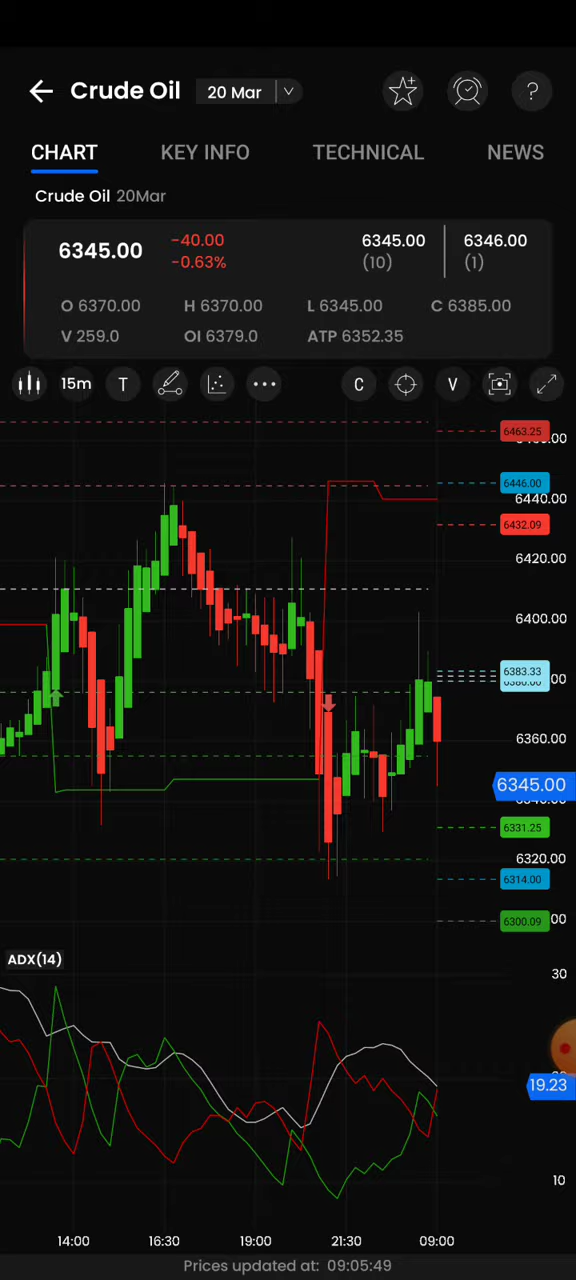 Crude Oil 20 Mar ?
CHART KEY INFO TECHNICAL NEWS
Crude Oil 20Mar
6345.00 -40.00 6345.00 6346.00
-0.63% (10) (1)
O 6370.00 H 6370.00 L 6345.00 C 6385.00
V 259.0 OI 6379.0 ATP 6352.35
15m T C V
6463.25
6446.00
6440.00
6432.09
6420.00
6400.00
6383.33
6360.00
6345.00
6331.25
6320.00
6314.00
6300.09
ADX(14)
30
19.23
10
14:00 16:30 19:00 21:30 09:00
Prices updated at: 09:05:49